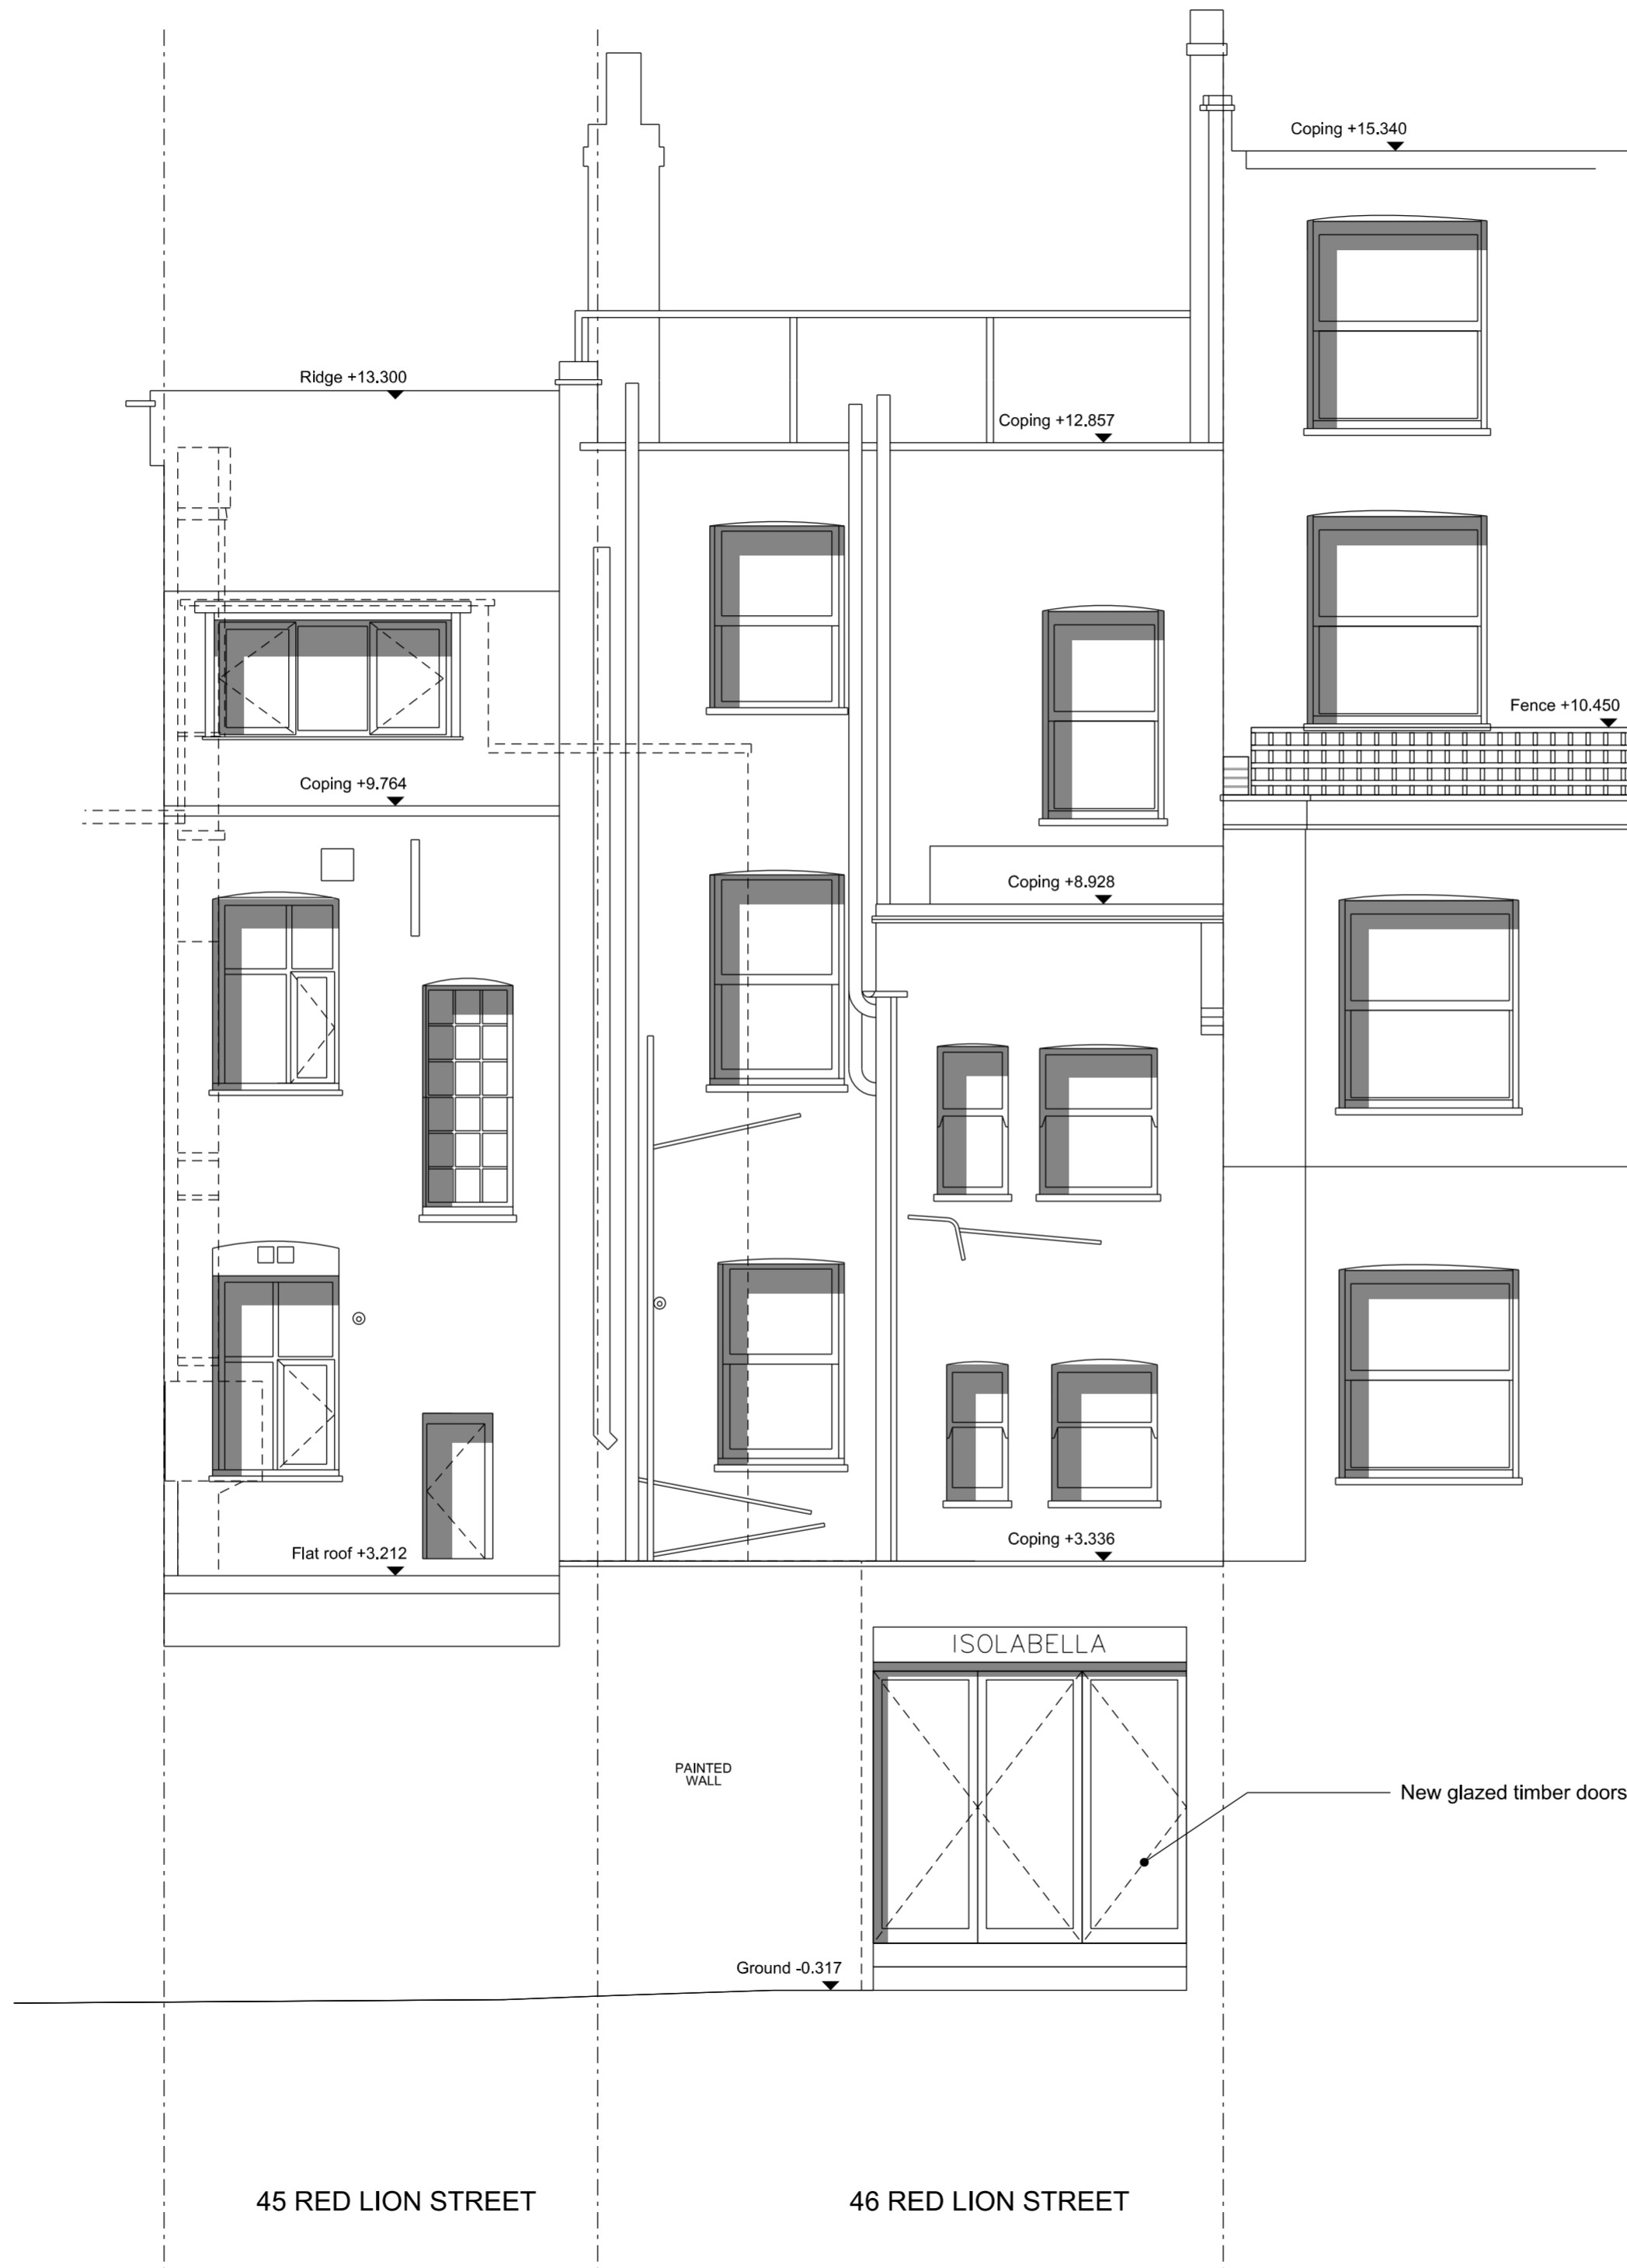 Coping +15.340
Ridge +13.300
Coping +12.857
Fence +10.450
Coping +9.764
Coping +8.928
Coping +3.336
Flat roof +3.212
ISOLABELLA
PAINTED
WALL
New glazed timber doors
Ground -0.317
45 RED LION STREET
46 RED LION STREET